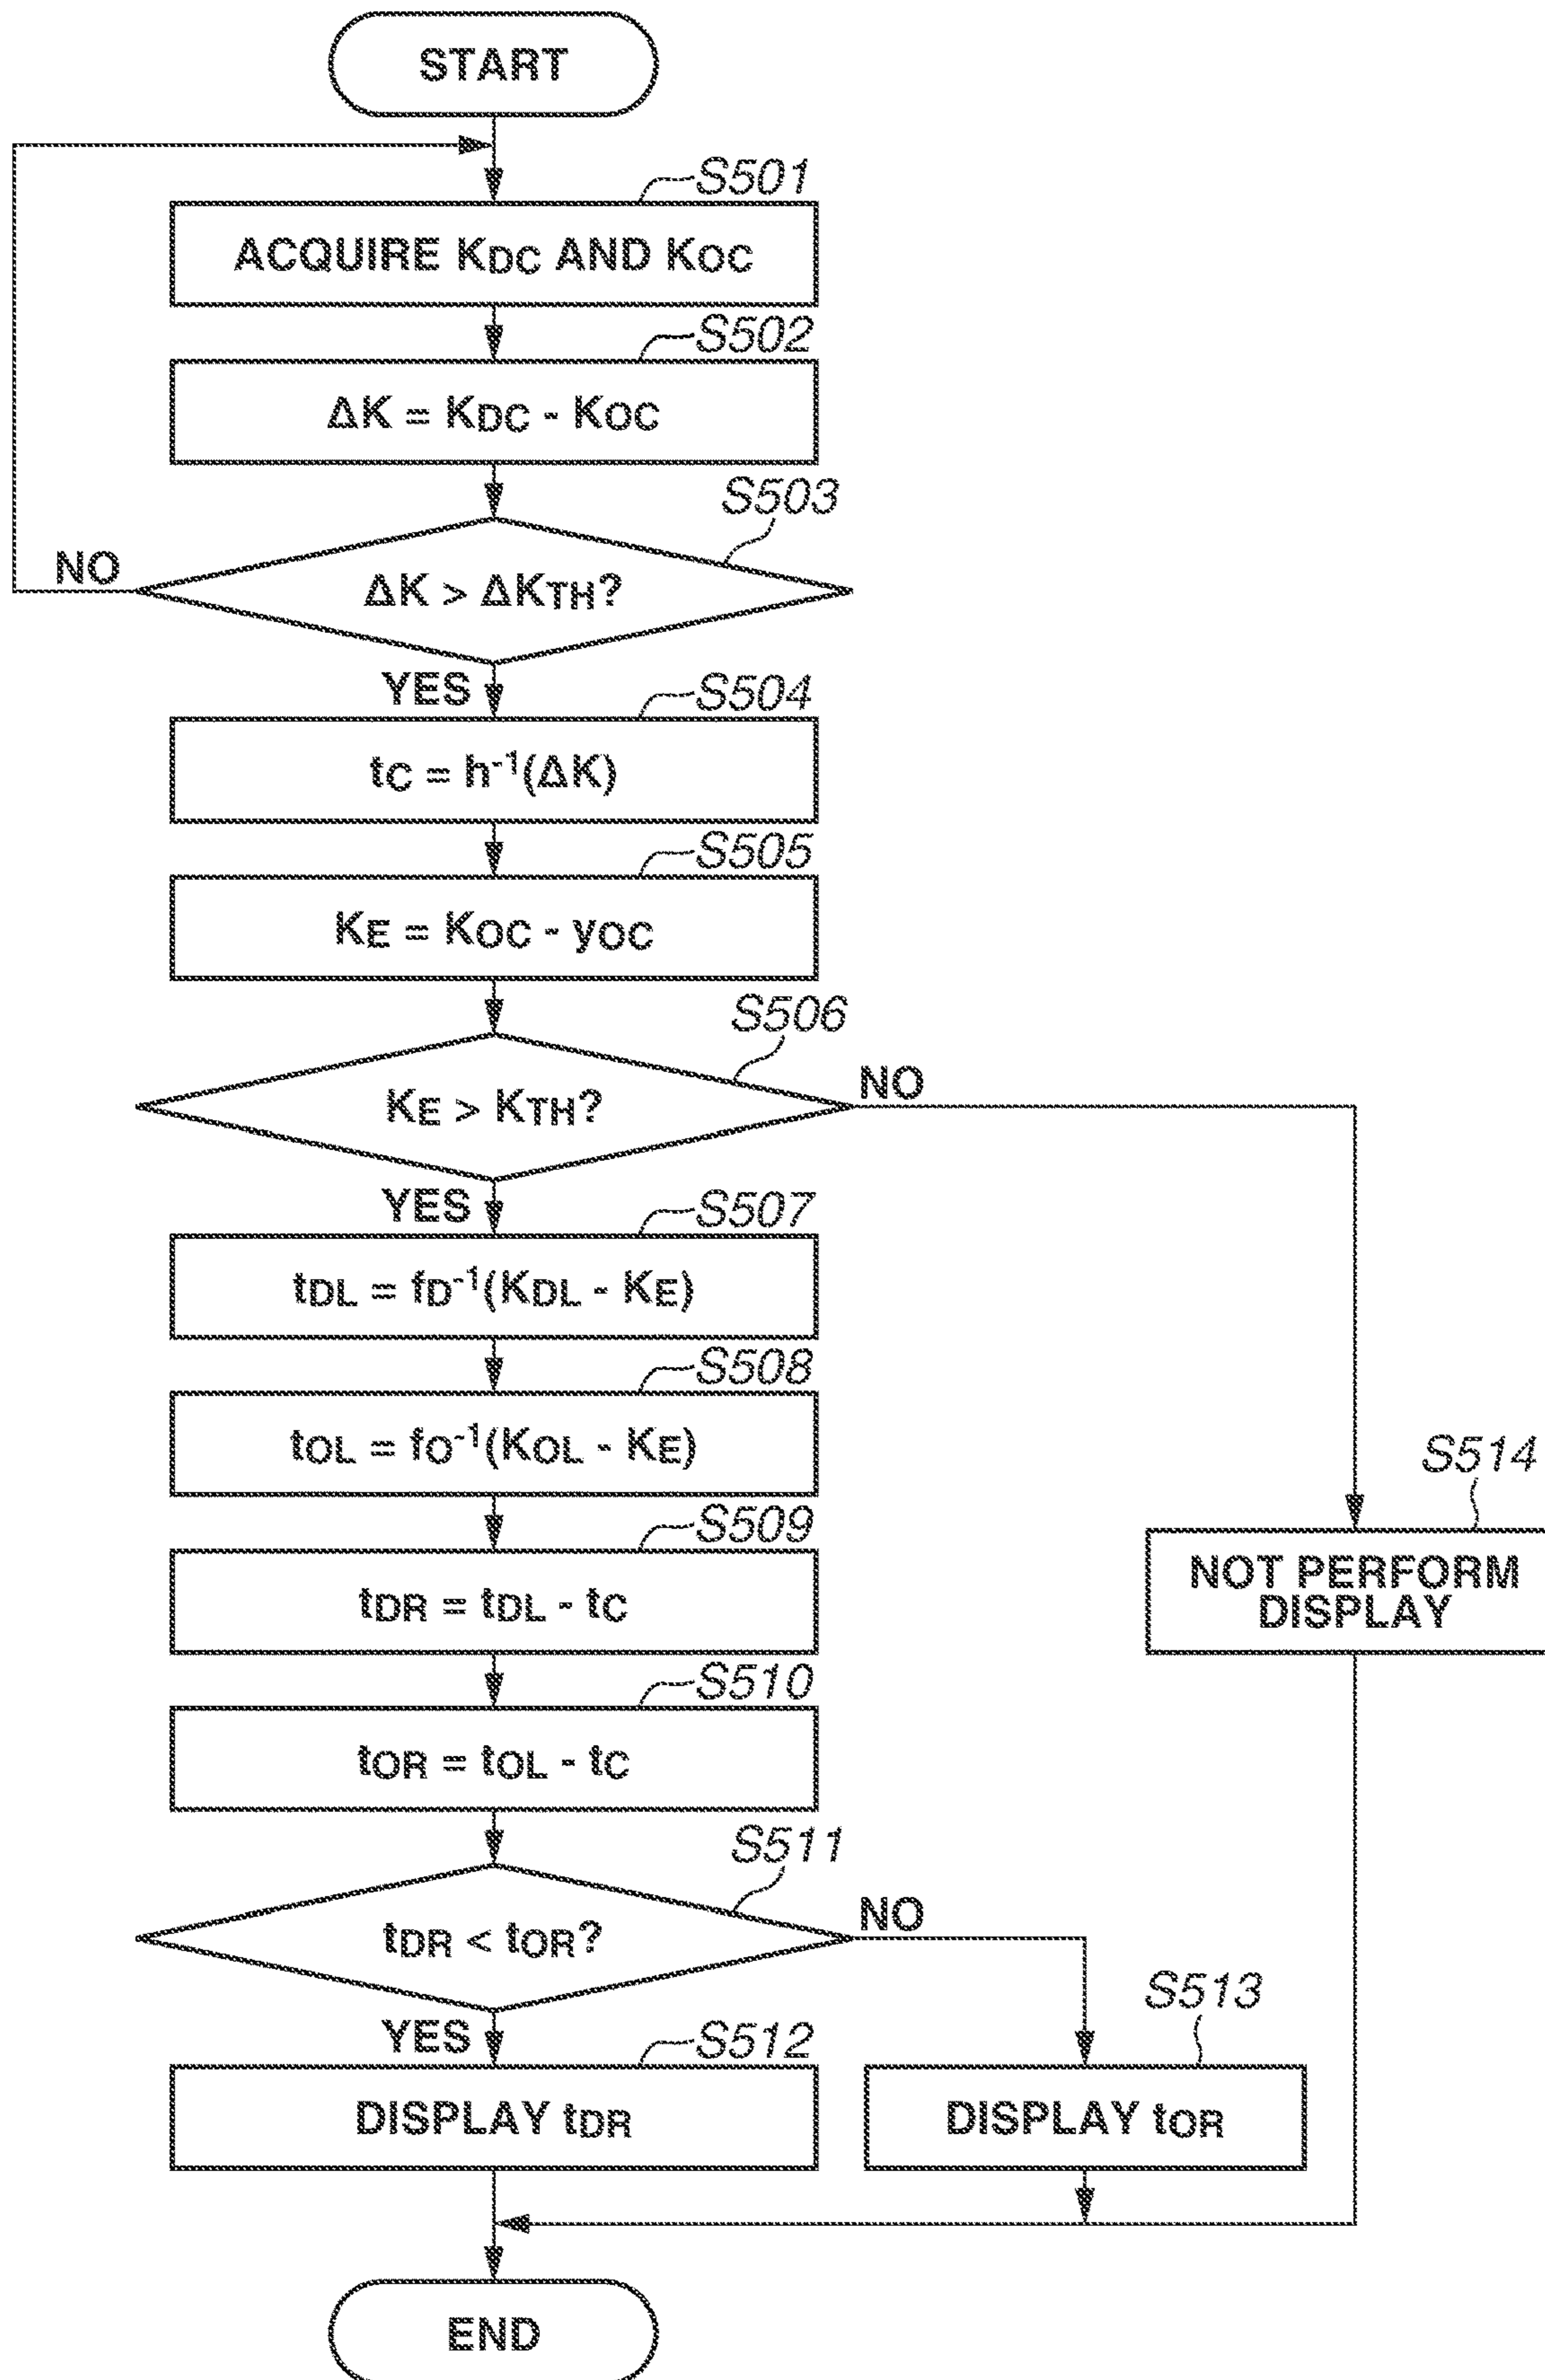 START
S501
ACQUIRE KDC AND KOC
S502
ΔK = KDC - KOC
S503
ΔK > ΔKTH?
NO
YES
S504
tC = h-1(ΔK)
S505
KE = KOC - yOC
S506
KE > KTH?
NO
YES
S507
tDL = fD-1(KDL - KE)
S508
tOL = fO-1(KOL - KE)
S509
tDR = tDL - tC
S514
NOT PERFORM
DISPLAY
S510
tOR = tOL - tC
S511
tDR < tOR?
NO
YES
S512
DISPLAY tDR
S513
DISPLAY tOR
END